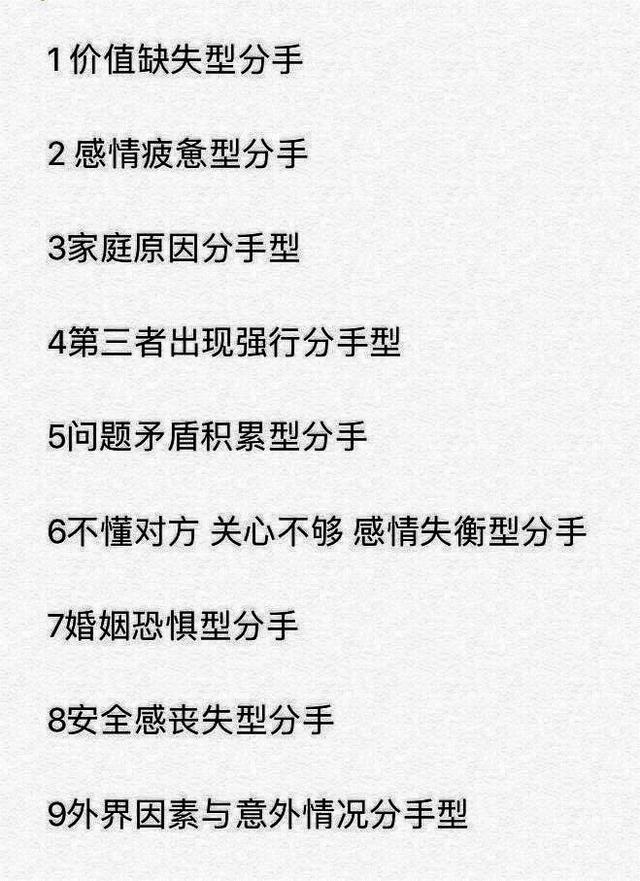 1价值缺失型分手
2 感情疲惫型分手
3家庭原因分手型
4第三者出现强行分手型
5问题矛盾积累型分手
6不懂对方 关心不够 感情失衡型分手
7婚姻恐惧型分手
8安全感丧失型分手
9外界因素与意外情况分手型